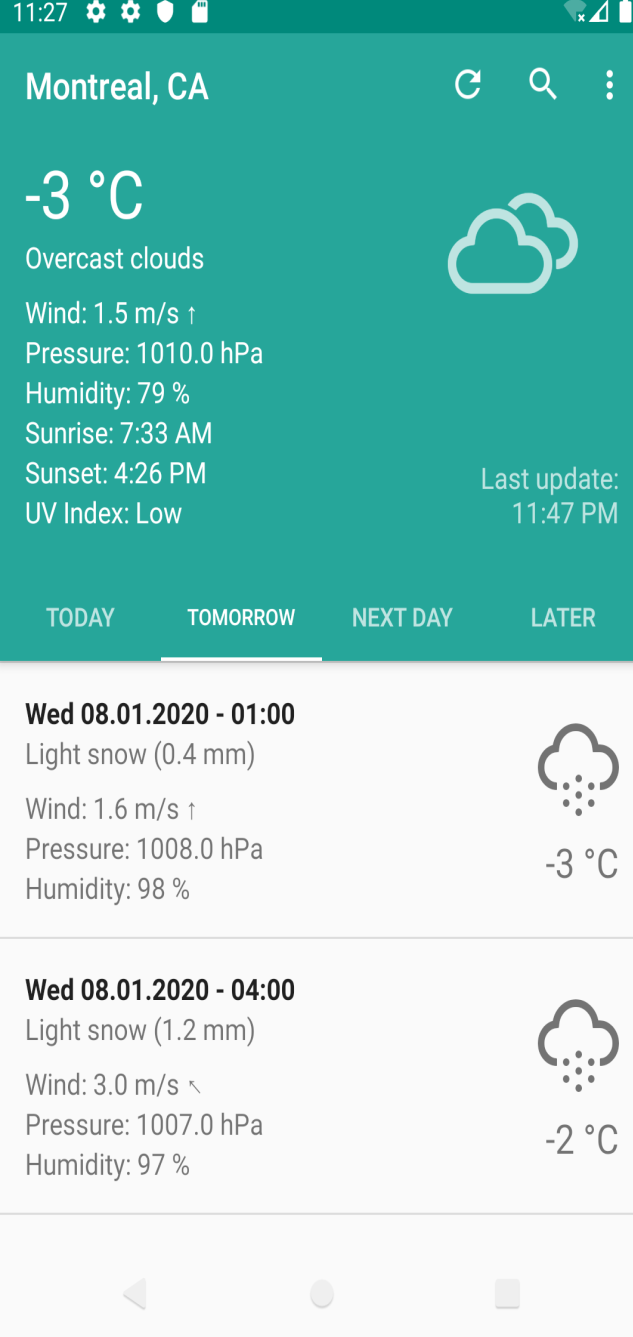 11:27
Montreal, CA
-3 °C
Overcast clouds
Wind: 1.5 m/s ↑
Pressure: 1010.0 hPa
Humidity: 79 %
Sunrise: 7:33 AM
Sunset: 4:26 PM
UV Index: Low
Last update:
11:47 PM
TODAY TOMORROW NEXT DAY LATER
Wed 08.01.2020 - 01:00
Light snow (0.4 mm)
Wind: 1.6 m/s ↑
Pressure: 1008.0 hPa
Humidity: 98 %
-3 °C
Wed 08.01.2020 - 04:00
Light snow (1.2 mm)
Wind: 3.0 m/s ↖
Pressure: 1007.0 hPa
Humidity: 97 %
-2 °C